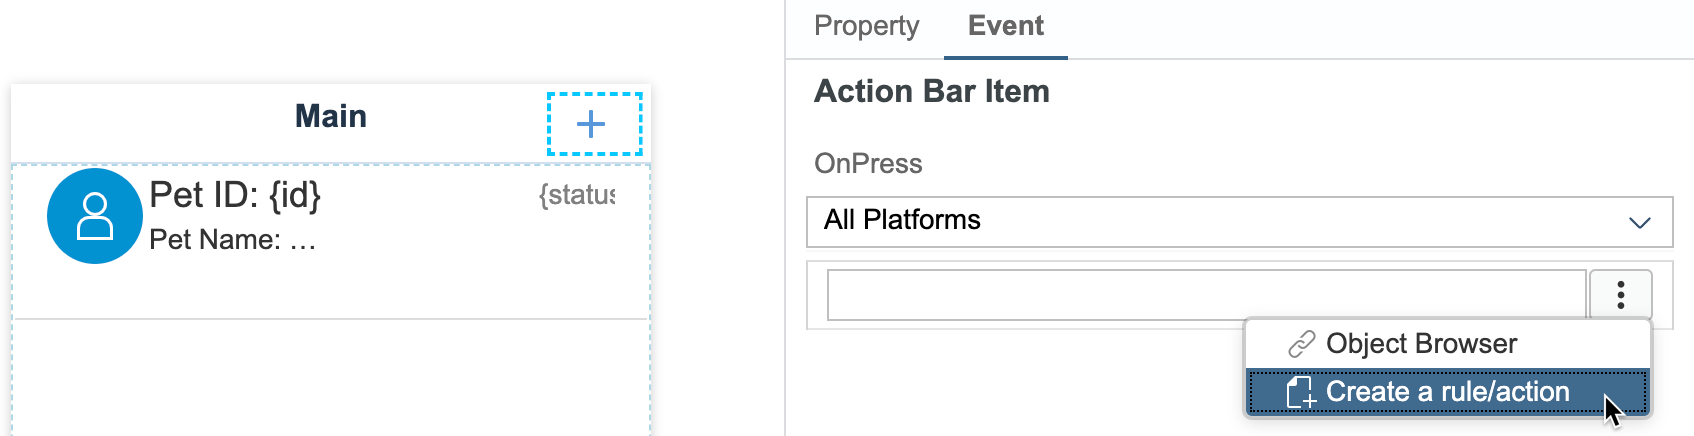 Main
Pet ID: {id}
{status
Pet Name: ...
Property
Event
Action Bar Item
OnPress
All Platforms
Object Browser
Create a rule/action